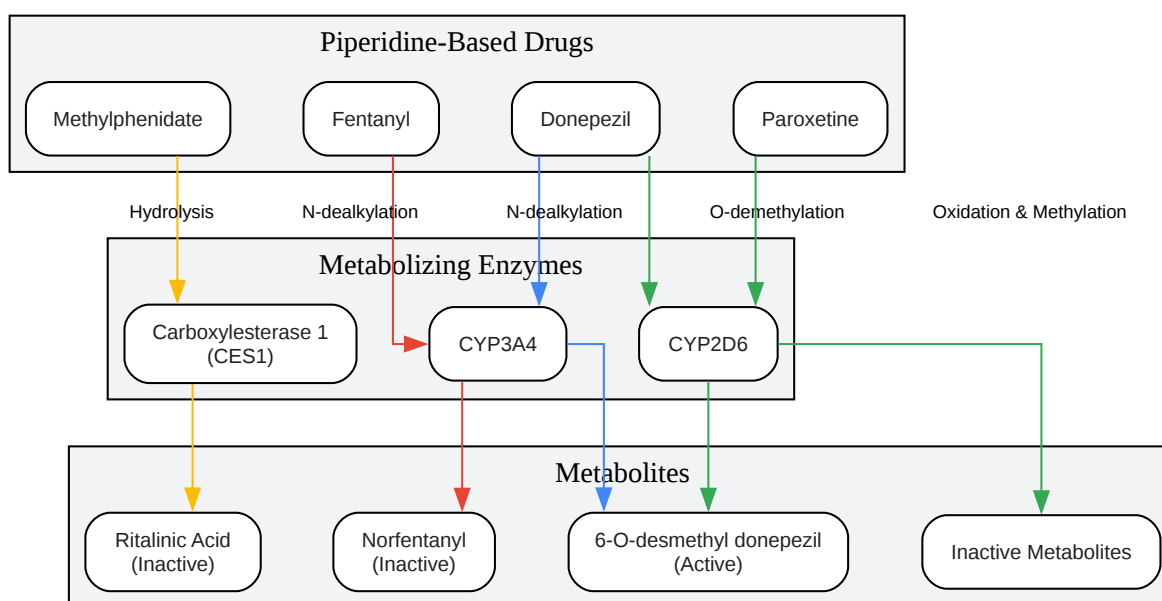 Piperidine-Based Drugs
Methylphenidate
Fentanyl
Donepezil
Paroxetine
Hydrolysis
N-dealkylation
N-dealkylation
O-demethylation
Oxidation & Methylation
Metabolizing Enzymes
Carboxylesterase 1
(CES1)
CYP3A4
CYP2D6
Metabolites
Ritalinic Acid
(Inactive)
Norfentanyl
(Inactive)
6-O-desmethyl donepezil
(Active)
Inactive Metabolites